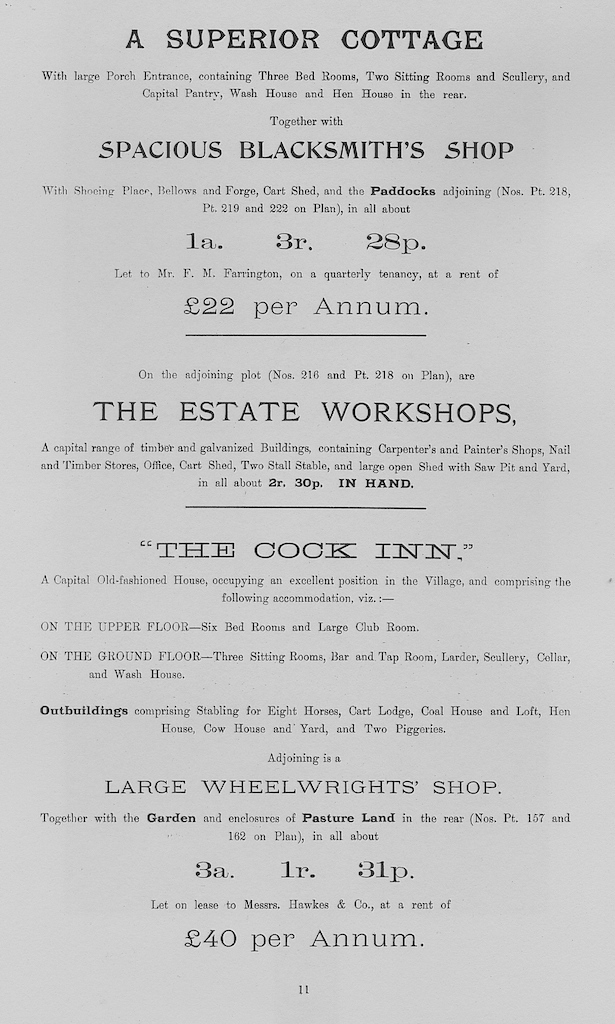 A SUPERIOR COTTAGE
With large Porch Entrance, containing Three Bed Rooms, Two Sitting Rooms and Scullery, and
Capital Pantry, Wash House and Hen House in the rear.
Together with
SPACIOUS BLACKSMITH'S SHOP
With Shoeing Place, Bellows and Forge, Cart Shed, and the Paddocks adjoining (Nos. Pt. 218,
Pt. 219 and 222 on Plan), in all about
1a. 3r. 28p.
Let to Mr. F. M. Farrington, on a quarterly tenancy, at a rent of
£22 per Annum.
On the adjoining plot (Nos. 216 and Pt. 218 on Plan), are
THE ESTATE WORKSHOPS,
A capital range of timber and galvanized Buildings, containing Carpenter's and Painter's Shops, Nail
and Timber Stores, Office, Cart Shed, Two Stall Stable, and large open Shed with Saw Pit and Yard,
in all about 2r. 30p. IN HAND.
"THE COCK INN,"
A Capital Old-fashioned House, occupying an excellent position in the Village, and comprising the
following accommodation, viz.:—
ON THE UPPER FLOOR—Six Bed Rooms and Large Club Room.
ON THE GROUND FLOOR—Three Sitting Rooms, Bar and Tap Room, Larder, Scullery, Cellar,
and Wash House.
Outbuildings comprising Stabling for Eight Horses, Cart Lodge, Coal House and Loft, Hen
House, Cow House and Yard, and Two Piggeries.
Adjoining is a
LARGE WHEELWRIGHTS' SHOP.
Together with the Garden and enclosures of Pasture Land in the rear (Nos. Pt. 157 and
162 on Plan), in all about
3a. 1r. 31p.
Let on lease to Messrs. Hawkes & Co., at a rent of
£40 per Annum.
11